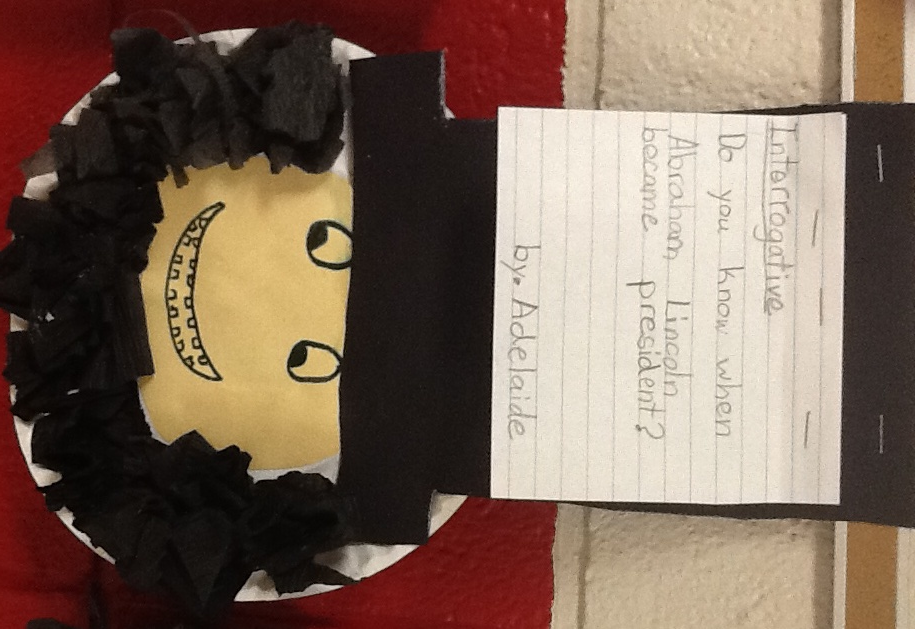 Interrogative
Do you know when
Abraham Lincoln
became president?
by: Adelaide